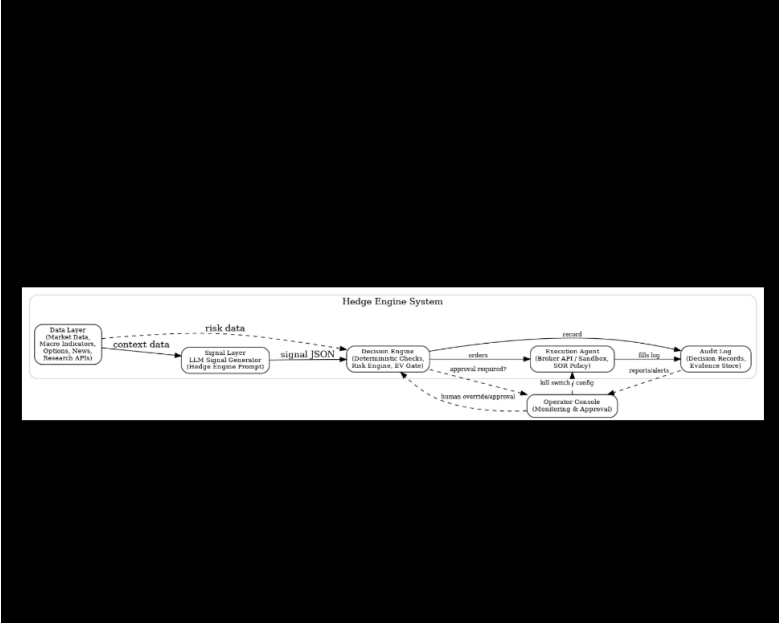 Hedge Engine System
Data Layer
(Market Data,
Macro Indicators,
Options, News,
Research APIs)
risk data
context data
Signal Layer
LLM Signal Generator
(Hedge Engine Prompt)
signal JSON
Decision Engine
(Deterministic Checks,
Risk Engine, EV Gate)
record
orders
approval required?
human override/approval
Execution Agent
(Broker API / Sandbox,
SOR Policy)
kill switch / config
Operator Console
(Monitoring & Approval)
fills log
reports/alerts
Audit Log
(Decision Records,
Evidence Store)